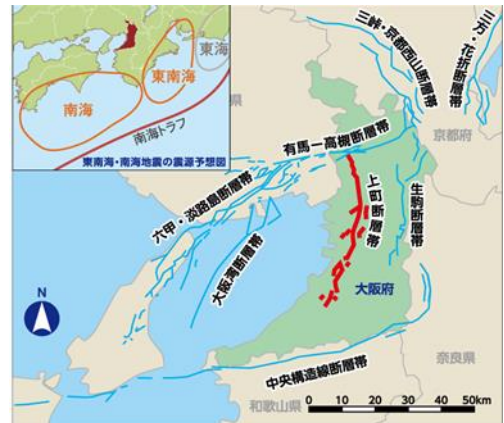 東海
東南海
南海
南海トラフ
東南海・南海地震の震源予想図
三峠・京都西山断層帯
三方・花折断層帯
県
京都府
有馬ー高槻断層帯
六甲・淡路島断層帯
上町断層帯
生駒断層帯
大阪湾断層帯
大阪府
N
中央構造線断層帯
奈良県
和歌山県
0 10 20 30 40 50km